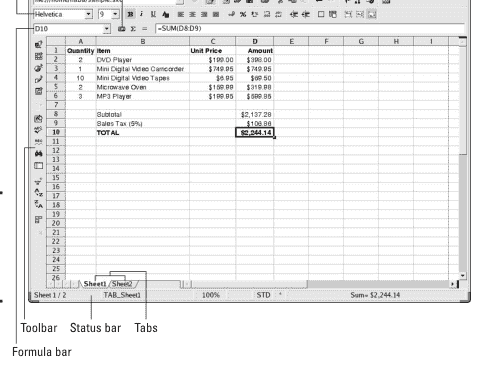 Helvetica 9 B i U
D10 Σ = =SUM(D8:D9)
A B C D E F G H I
1 Quantity Item Unit Price Amount
2 2 DVD Player $199.00 $398.00
3 1 Mini Digital Video Camcorder $749.95 $749.95
4 10 Mini Digital Video Tapes $6.95 $69.50
5 2 Microwave Oven $159.99 $319.98
6 3 MP3 Player $199.95 $599.85
7
8 Subtotal $2,137.28
9 Sales Tax (5%) $106.86
10 TOTAL $2,244.14
11
12
13
14
15
16
17
18
19
20
21
22
23
24
25
26
Sheet1 Sheet2
Sheet 1 / 2 TAB_Sheet1 100% STD * Sum= $2,244.14
Toolbar Status bar Tabs
Formula bar